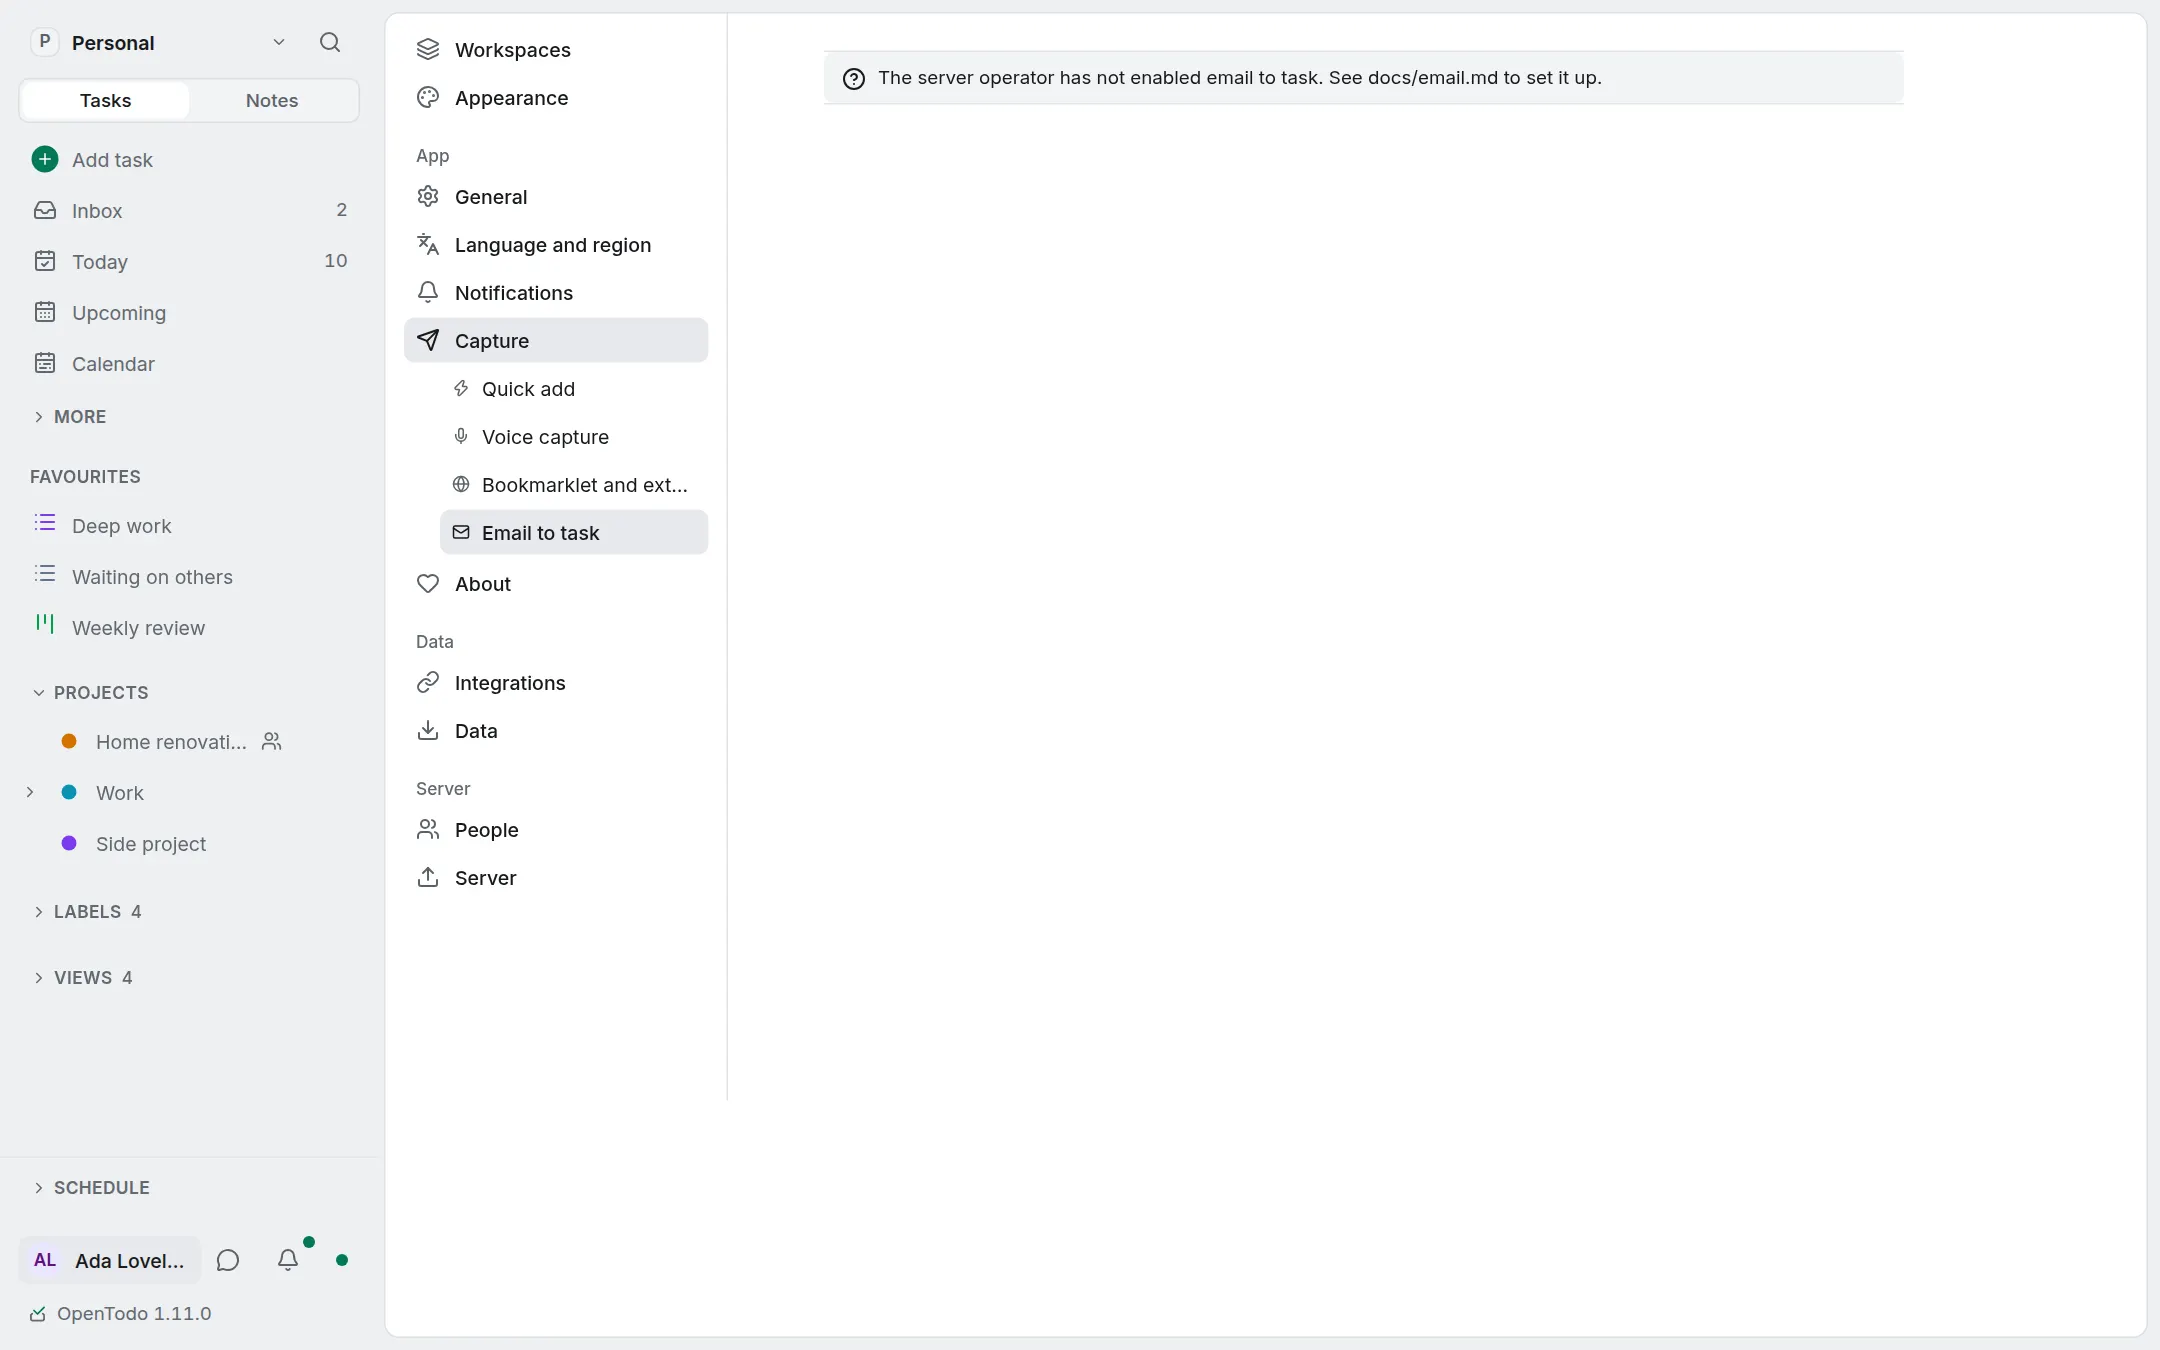 P Personal
Tasks Notes
Add task
Inbox 2
Today 10
Upcoming
Calendar
MORE
FAVOURITES
Deep work
Waiting on others
Weekly review
PROJECTS
Home renovati...
Work
Side project
LABELS 4
VIEWS 4
SCHEDULE
AL Ada Lovel...
OpenTodo 1.11.0
Workspaces
Appearance
App
General
Language and region
Notifications
Capture
Quick add
Voice capture
Bookmarklet and ext...
Email to task
About
Data
Integrations
Data
Server
People
Server
The server operator has not enabled email to task. See docs/email.md to set it up.